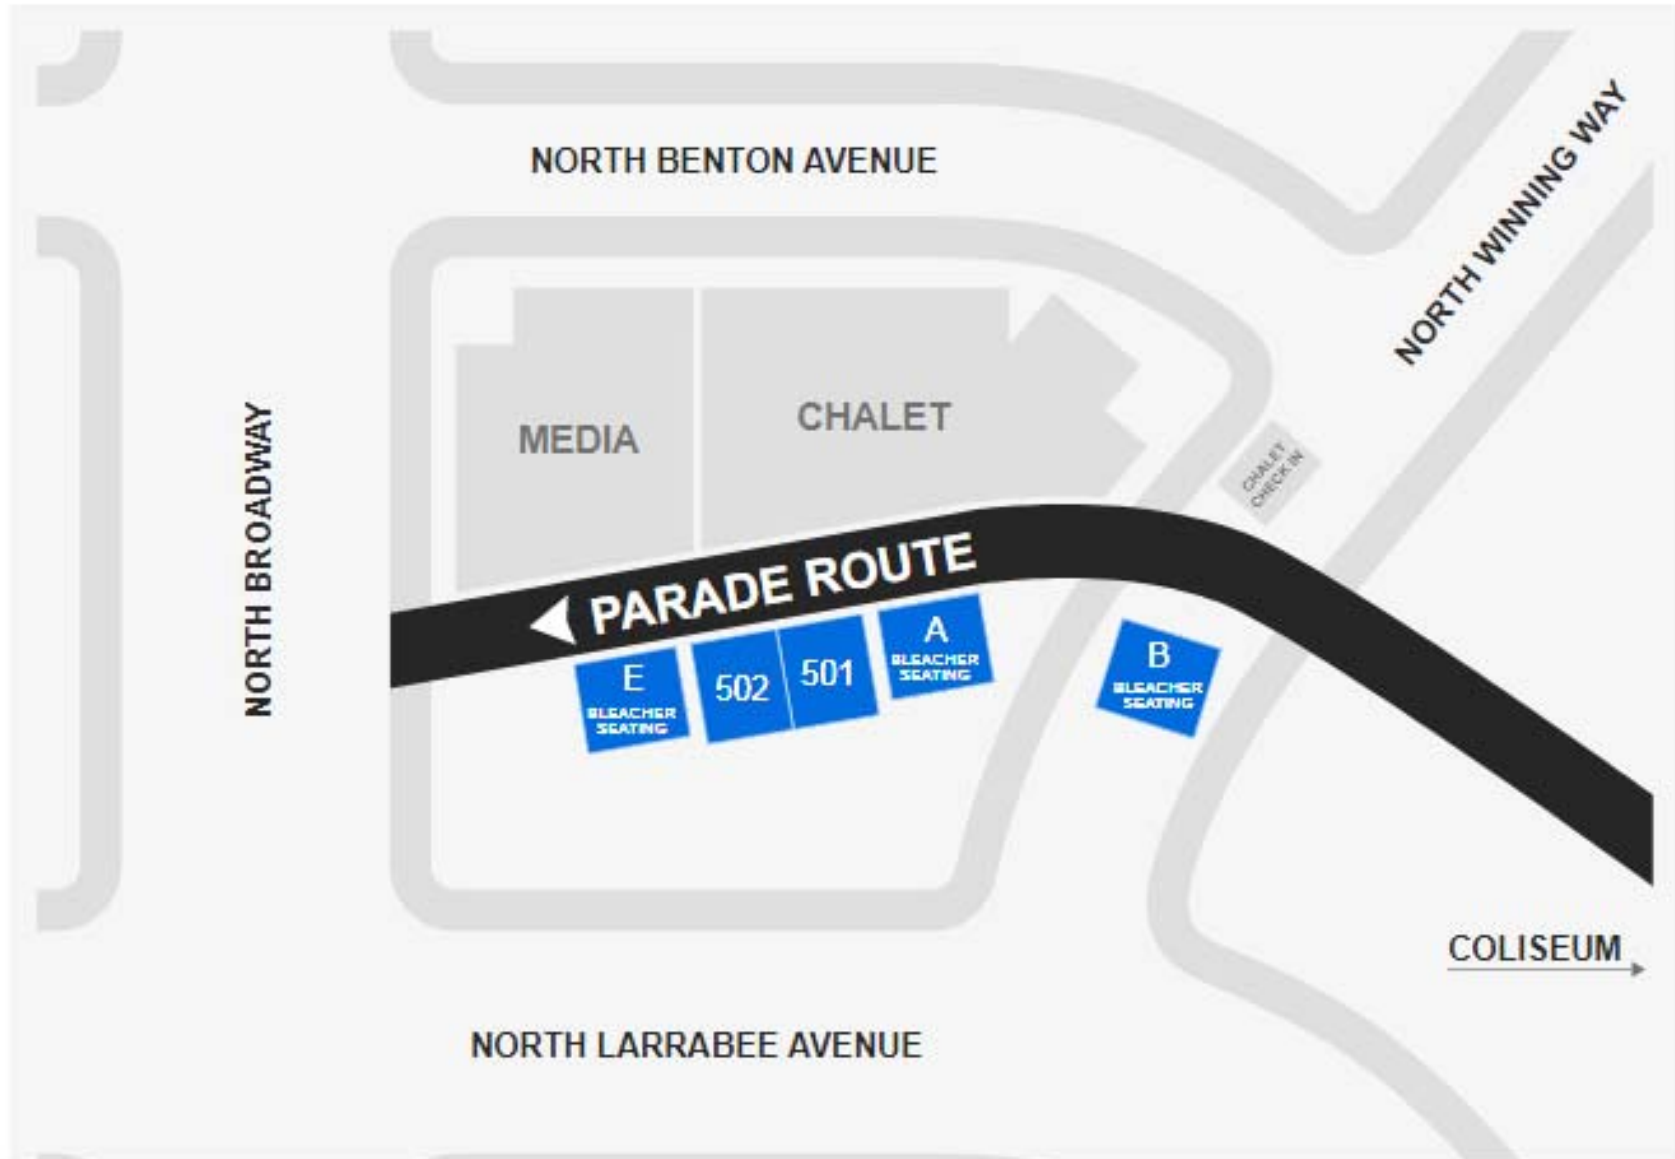 NORTH BENTON AVENUE
NORTH WINNING WAY
MEDIA
CHALET
CHALET
CHECK IN
NORTH BROADWAY
PARADE ROUTE
E
BLEACHER
SEATING
502
501
A
BLEACHER
SEATING
B
BLEACHER
SEATING
COLISEUM
NORTH LARRABEE AVENUE